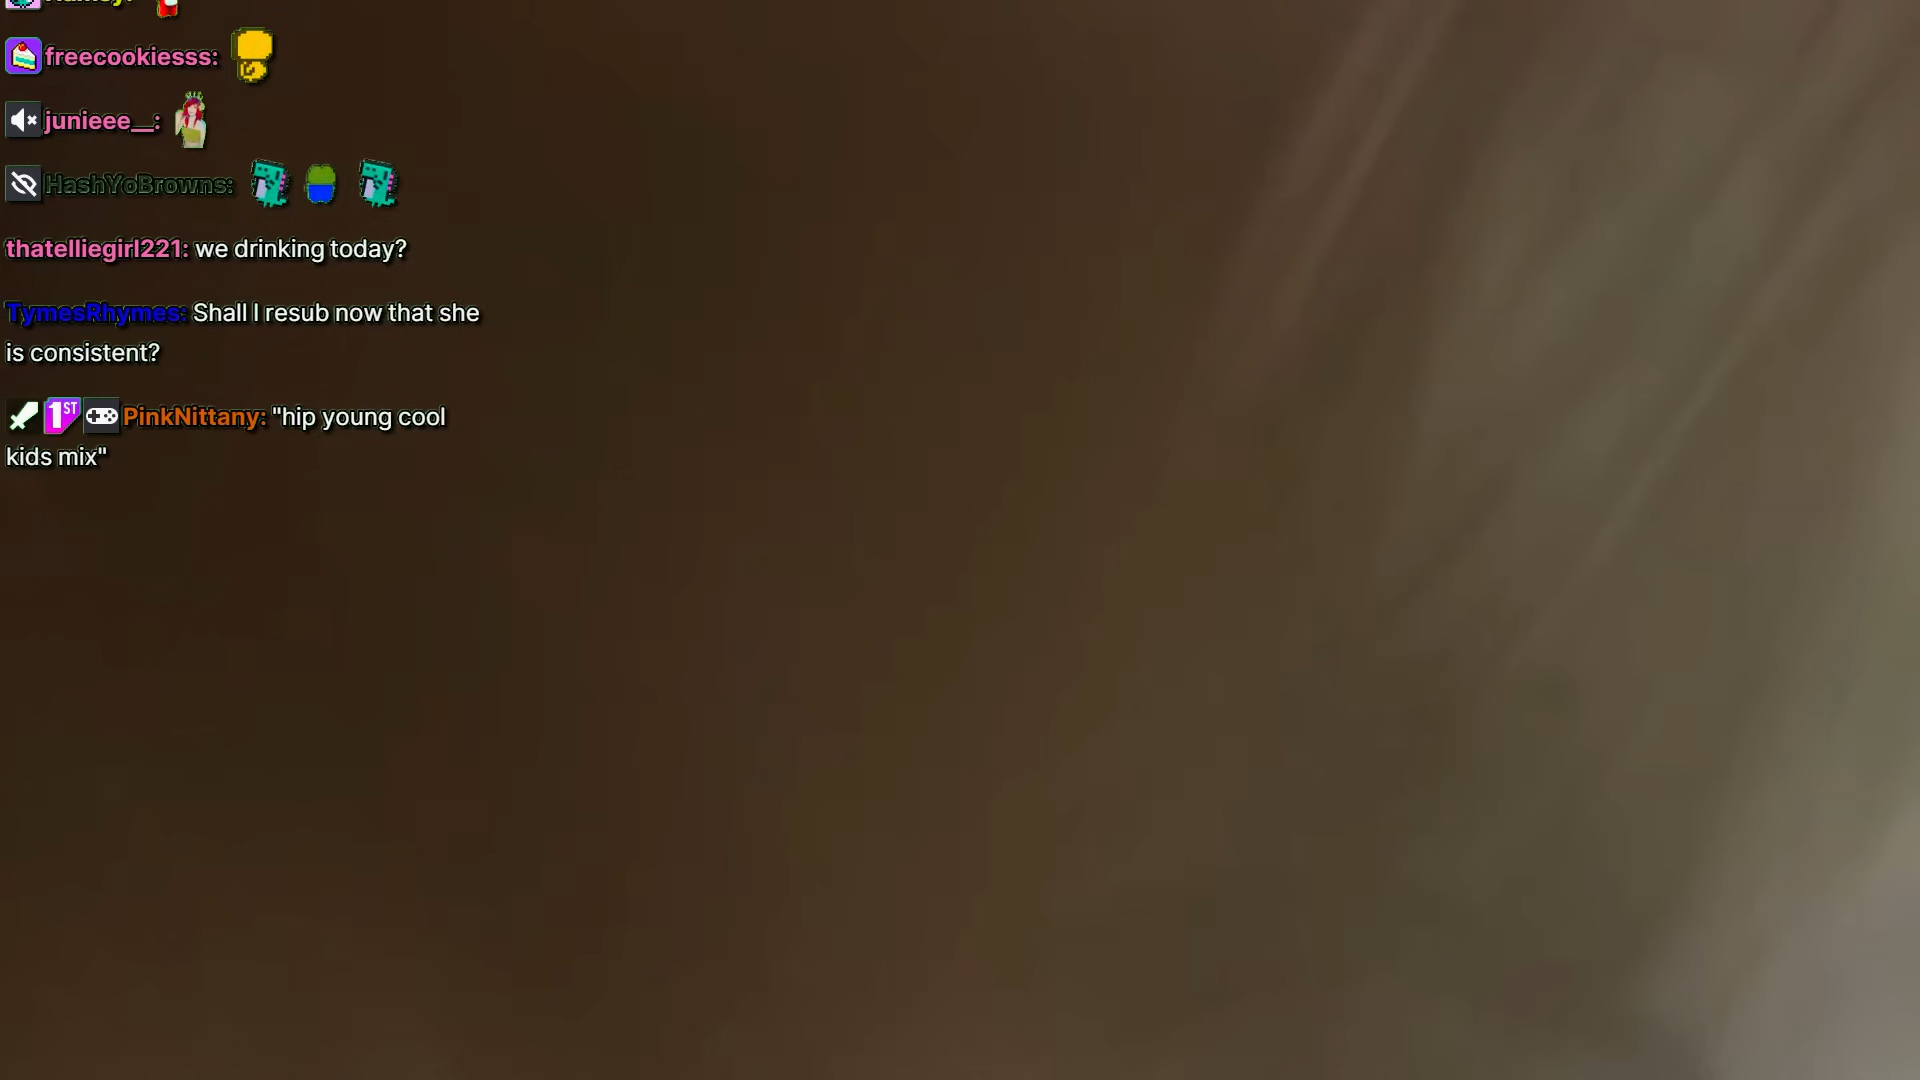 freecookiesss:
junieee__:
HashYoBrowns:
thatelliegirl221: we drinking today?
TymesRhymes: Shall I resub now that she
is consistent?
1ST PinkNittany: "hip young cool
kids mix"